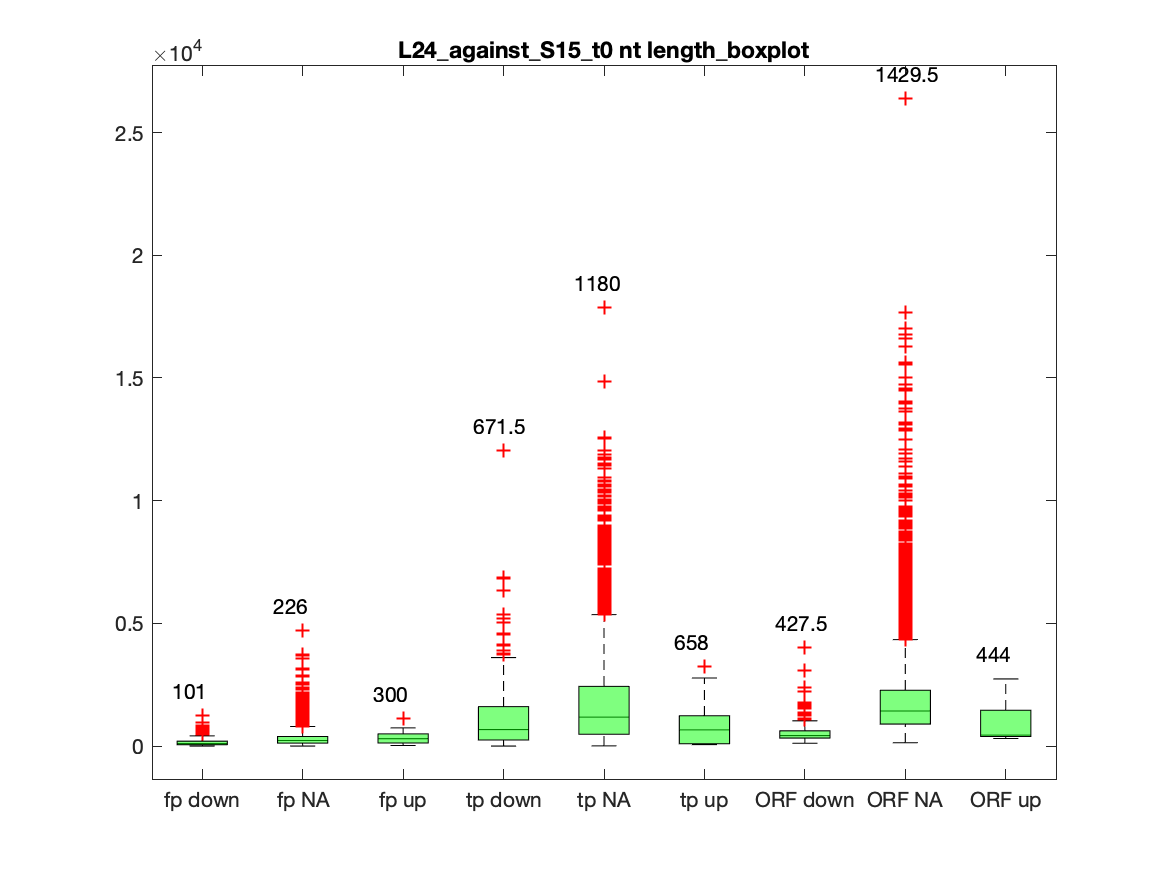 ×10⁴
L24_against_S15_t0 nt length_boxplot
1429.5
2.5
2
1180
1.5
671.5
1
226
427.5
0.5
658
444
101
300
0
fp down
fp NA
fp up
tp down
tp NA
tp up
ORF down
ORF NA
ORF up